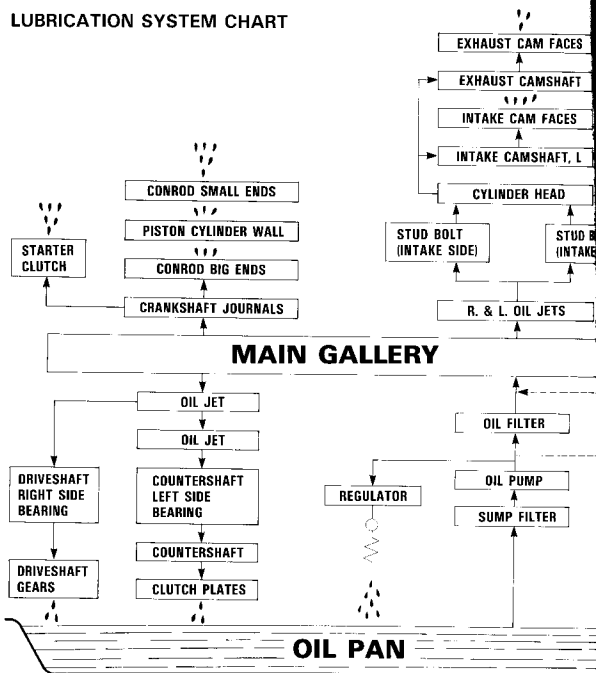 LUBRICATION SYSTEM CHART
EXHAUST CAM FACES
EXHAUST CAMSHAFT
INTAKE CAM FACES
INTAKE CAMSHAFT, L
CYLINDER HEAD
STUD BOLT
(INTAKE SIDE)
STUD
(INTAKE
R. & L. OIL JETS
CONROD SMALL ENDS
PISTON CYLINDER WALL
CONROD BIG ENDS
CRANKSHAFT JOURNALS
STARTER
CLUTCH
MAIN GALLERY
OIL JET
OIL JET
DRIVESHAFT
RIGHT SIDE
BEARING
COUNTERSHAFT
LEFT SIDE
BEARING
COUNTERSHAFT
CLUTCH PLATES
DRIVESHAFT
GEARS
OIL FILTER
REGULATOR
OIL PUMP
SUMP FILTER
OIL PAN